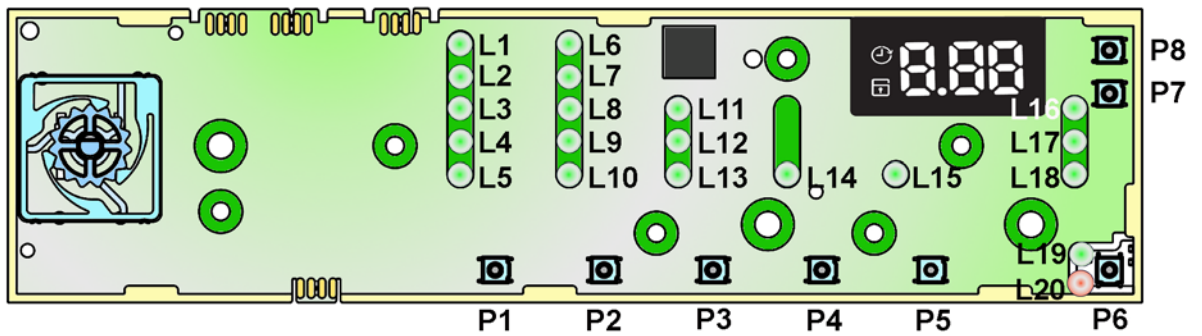 L1 L6 8.88 P8
L2 L7 P7
L3 L8 L11 L16
L4 L9 L12 L17
L5 L10 L13 L14 L15 L18
L19
L20
P1 P2 P3 P4 P5 P6